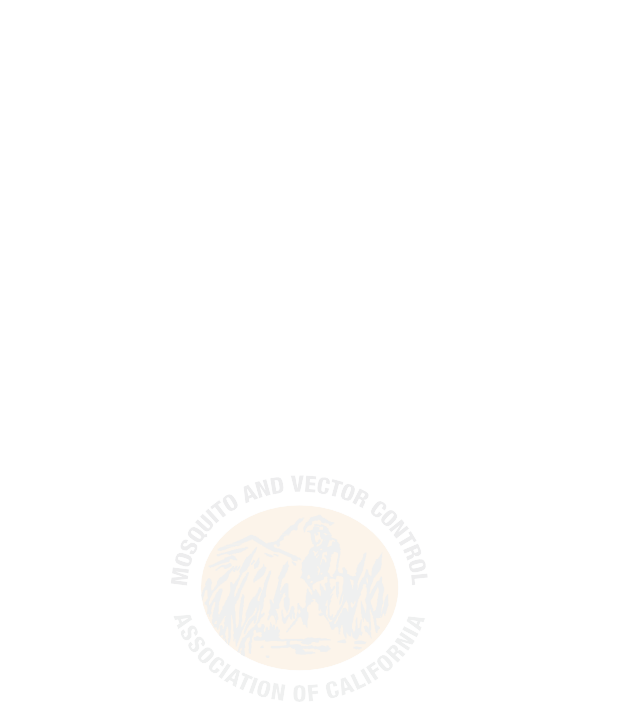 MOSQUITO AND VECTOR CONTROL
ASSOCIATION OF CALIFORNIA